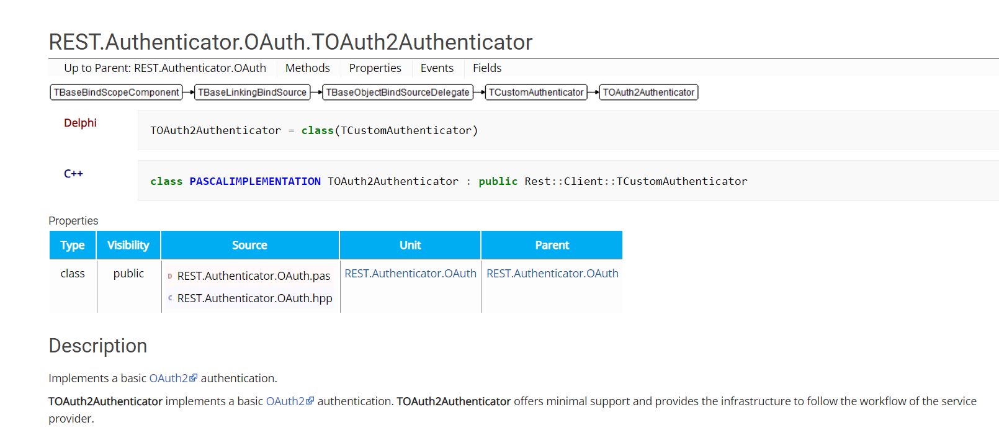 REST.Authenticator.OAuth.TOAuth2Authenticator
Up to Parent: REST.Authenticator.OAuth Methods Properties Events Fields
TBaseBindScopeComponent TBaseLinkingBindSource TBaseObjectBindSourceDelegate TCustomAuthenticator TOAuth2Authenticator
Delphi
TOAuth2Authenticator = class(TCustomAuthenticator)
C++
class PASCALIMPLEMENTATION TOAuth2Authenticator : public Rest::Client::TCustomAuthenticator
Properties
Type Visibility Source Unit Parent
class public D REST.Authenticator.OAuth.pas REST.Authenticator.OAuth REST.Authenticator.OAuth
C REST.Authenticator.OAuth.hpp
Description
Implements a basic OAuth2 authentication.
TOAuth2Authenticator implements a basic OAuth2 authentication. TOAuth2Authenticator offers minimal support and provides the infrastructure to follow the workflow of the service
provider.